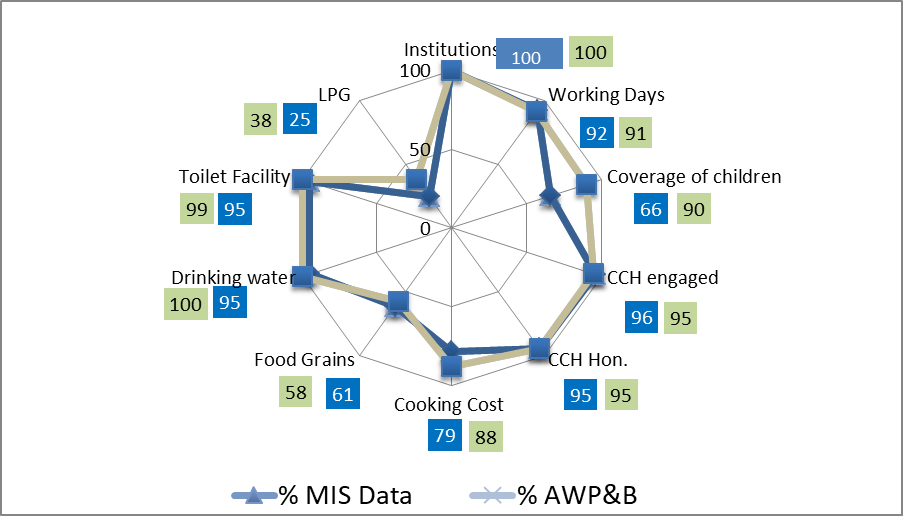 Institutions 100 100
100
LPG
Working Days
38 25
92 91
50
Toilet Facility
Coverage of children
99 95
66 90
0
Drinking water
CCH engaged
100 95
96 95
Food Grains
CCH Hon.
58 61
95 95
Cooking Cost
79 88
% MIS Data % AWP&B